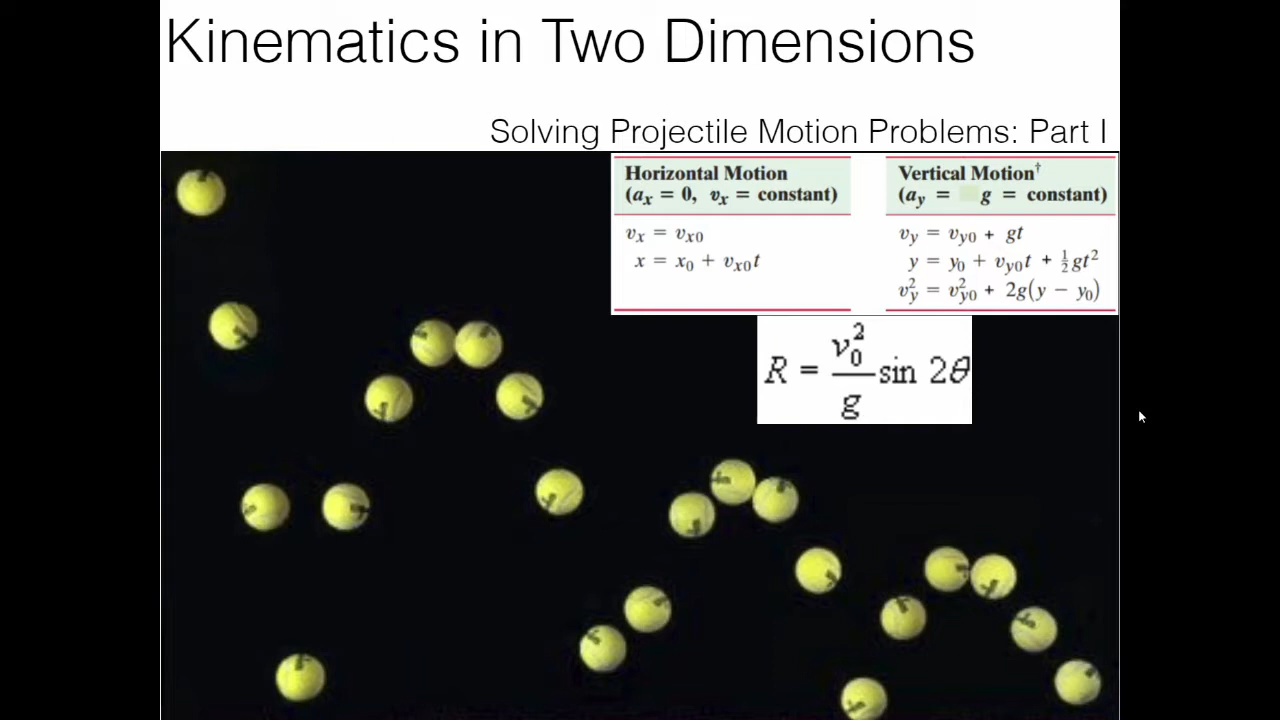 Kinematics in Two Dimensions
Solving Projectile Motion Problems: Part I
Horizontal Motion
(aₓ = 0, vₓ = constant)
vₓ = vₓ₀
x = x₀ + vₓ₀t
Vertical Motion†
(a_y = g = constant)
v_y = v_y0 + gt
y = y₀ + v_y0 t + ½gt²
v_y² = v_y0² + 2g(y − y₀)
R = v₀²/g sin 2θ